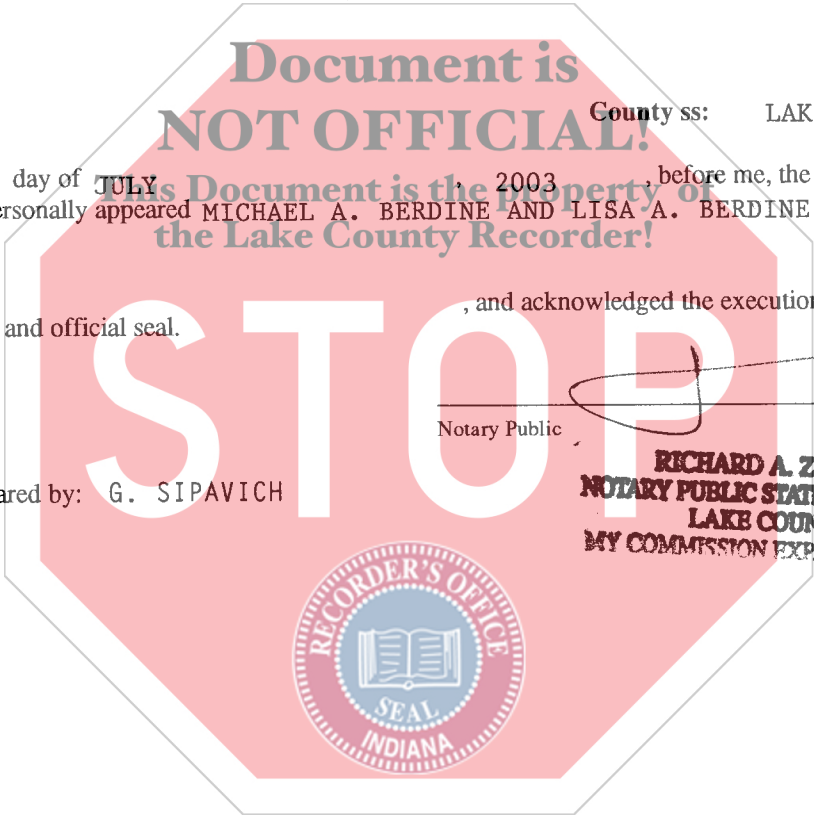 Document is
NOT OFFICIAL!
County ss: LAK
day of JULY , 2003 , before me, the
This Document is the property of
ersonally appeared MICHAEL A. BERDINE AND LISA A. BERDINE
the Lake County Recorder!
, and acknowledged the execution
and official seal.
STOP
Notary Public
RICHARD A. Z
ared by: G. SIPAVICH
NOTARY PUBLIC STATE
LAKE COUN
MY COMMISSION EXP
RECORDER'S OFFICE
SEAL
INDIANA